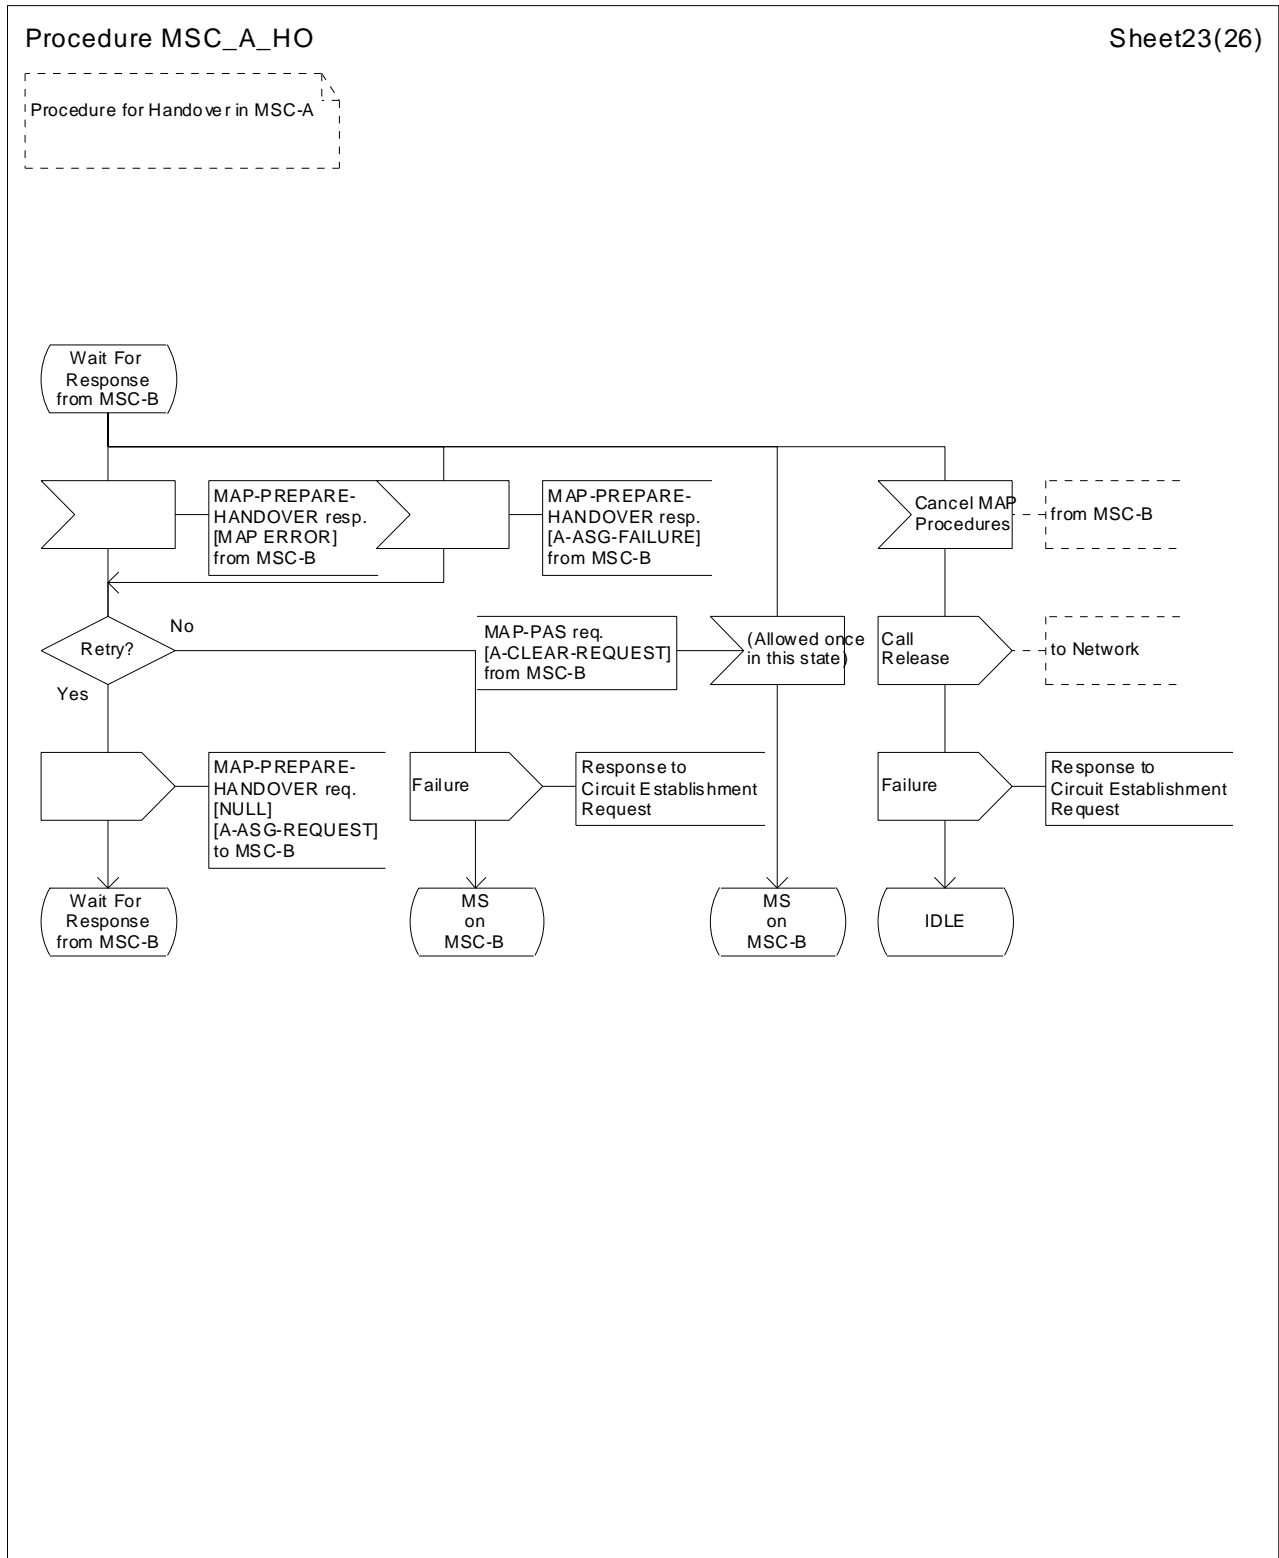 Procedure MSC_A_HO
Sheet23(26)
Procedure for Handover in MSC-A
Wait For
Response
from MSC-B
MAP-PREPARE-
HANDOVER resp.
[MAP ERROR]
from MSC-B
MAP-PREPARE-
HANDOVER resp.
[A-ASG-FAILURE]
from MSC-B
Cancel MAP
Procedures
from MSC-B
Retry?
No
Yes
MAP-PAS req.
[A-CLEAR-REQUEST]
from MSC-B
(Allowed once
in this state)
Call
Release
to Network
MAP-PREPARE-
HANDOVER req.
[NULL]
[A-ASG-REQUEST]
to MSC-B
Failure
Response to
Circuit Establishment
Request
Failure
Response to
Circuit Establishment
Request
Wait For
Response
from MSC-B
MS
on
MSC-B
MS
on
MSC-B
IDLE